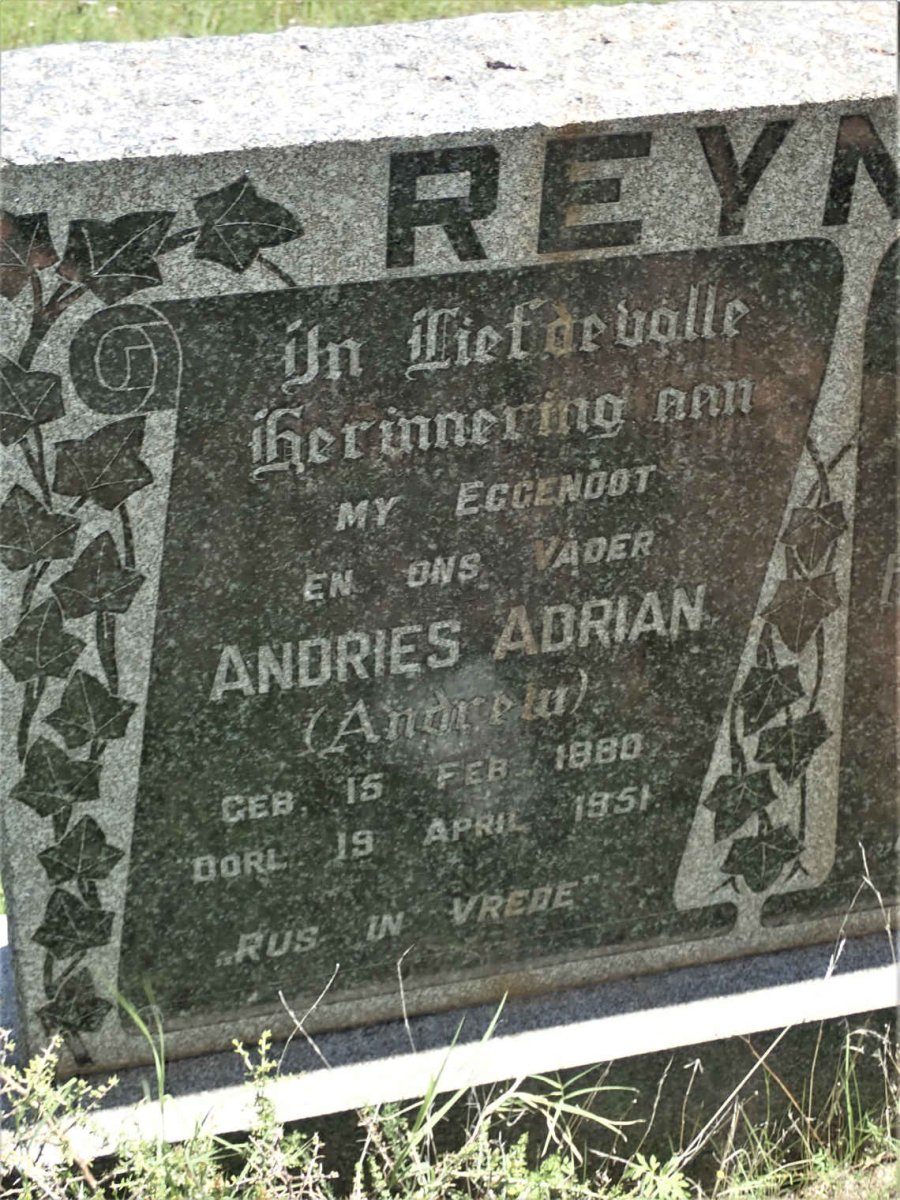 REYN
In Liefdevolle
Herinnering aan
MY EGGENOOT
EN ONS VADER
ANDRIES ADRIAN
(Andrew)
GEB. 15 FEB 1880
OORL. 19 APRIL 1951.
„RUS IN VREDE”